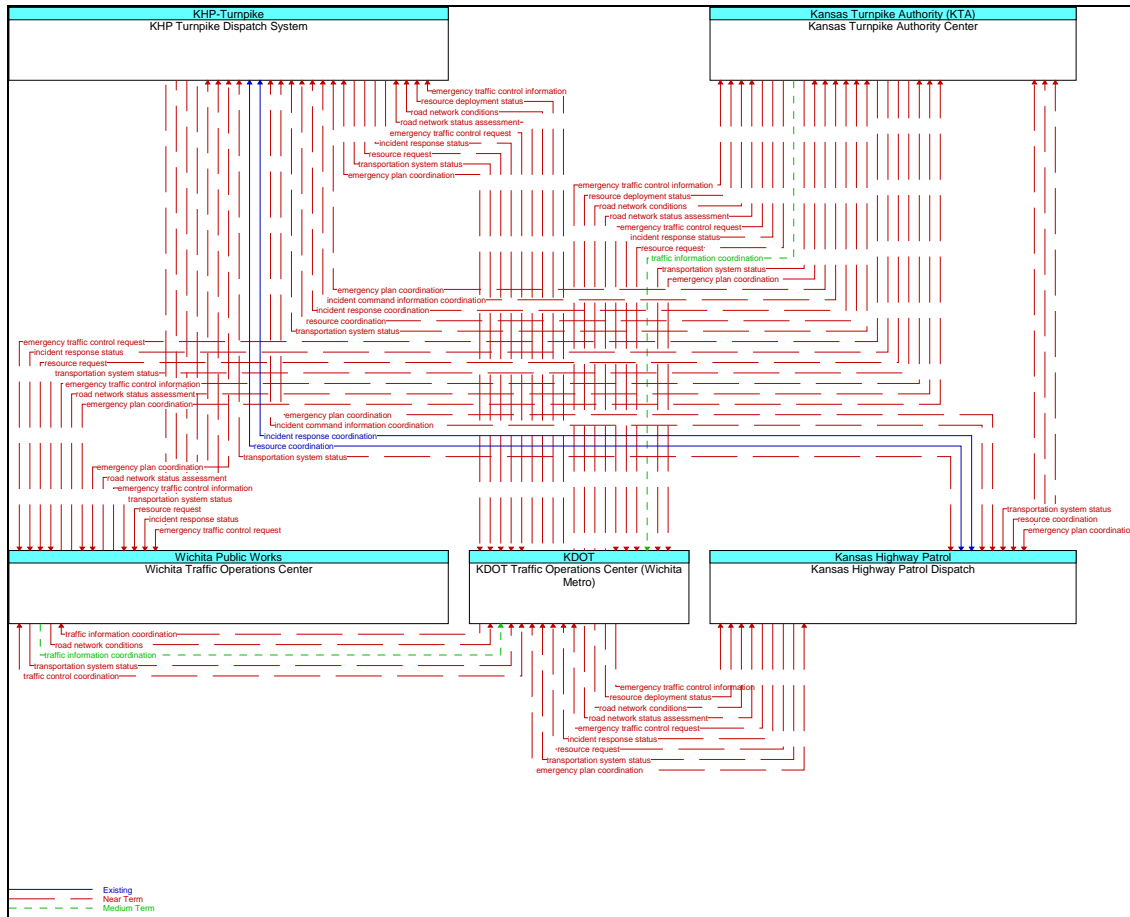 KHP-Turnpike
KHP Turnpike Dispatch System
Kansas Turnpike Authority (KTA)
Kansas Turnpike Authority Center
emergency traffic control information
resource deployment status
road network conditions
road network status assessment
emergency traffic control request
incident response status
resource request
transportation system status
emergency plan coordination
emergency traffic control information
resource deployment status
road network conditions
road network status assessment
emergency traffic control request
incident response status
resource request
traffic information coordination
transportation system status
emergency plan coordination
emergency plan coordination
incident command information coordination
incident response coordination
resource coordination
transportation system status
emergency traffic control request
incident response status
resource request
transportation system status
emergency traffic control information
road network status assessment
emergency plan coordination
emergency plan coordination
incident command information coordination
incident response coordination
resource coordination
transportation system status
emergency plan coordination
road network status assessment
emergency traffic control information
transportation system status
resource request
incident response status
emergency traffic control request
transportation system status
resource coordination
emergency plan coordination
Wichita Public Works
Wichita Traffic Operations Center
KDOT
KDOT Traffic Operations Center (Wichita
Metro)
Kansas Highway Patrol
Kansas Highway Patrol Dispatch
traffic information coordination
road network conditions
traffic information coordination
transportation system status
traffic control coordination
emergency traffic control information
resource deployment status
road network conditions
road network status assessment
emergency traffic control request
incident response status
resource request
transportation system status
emergency plan coordination
Existing
Near Term
Medium Term